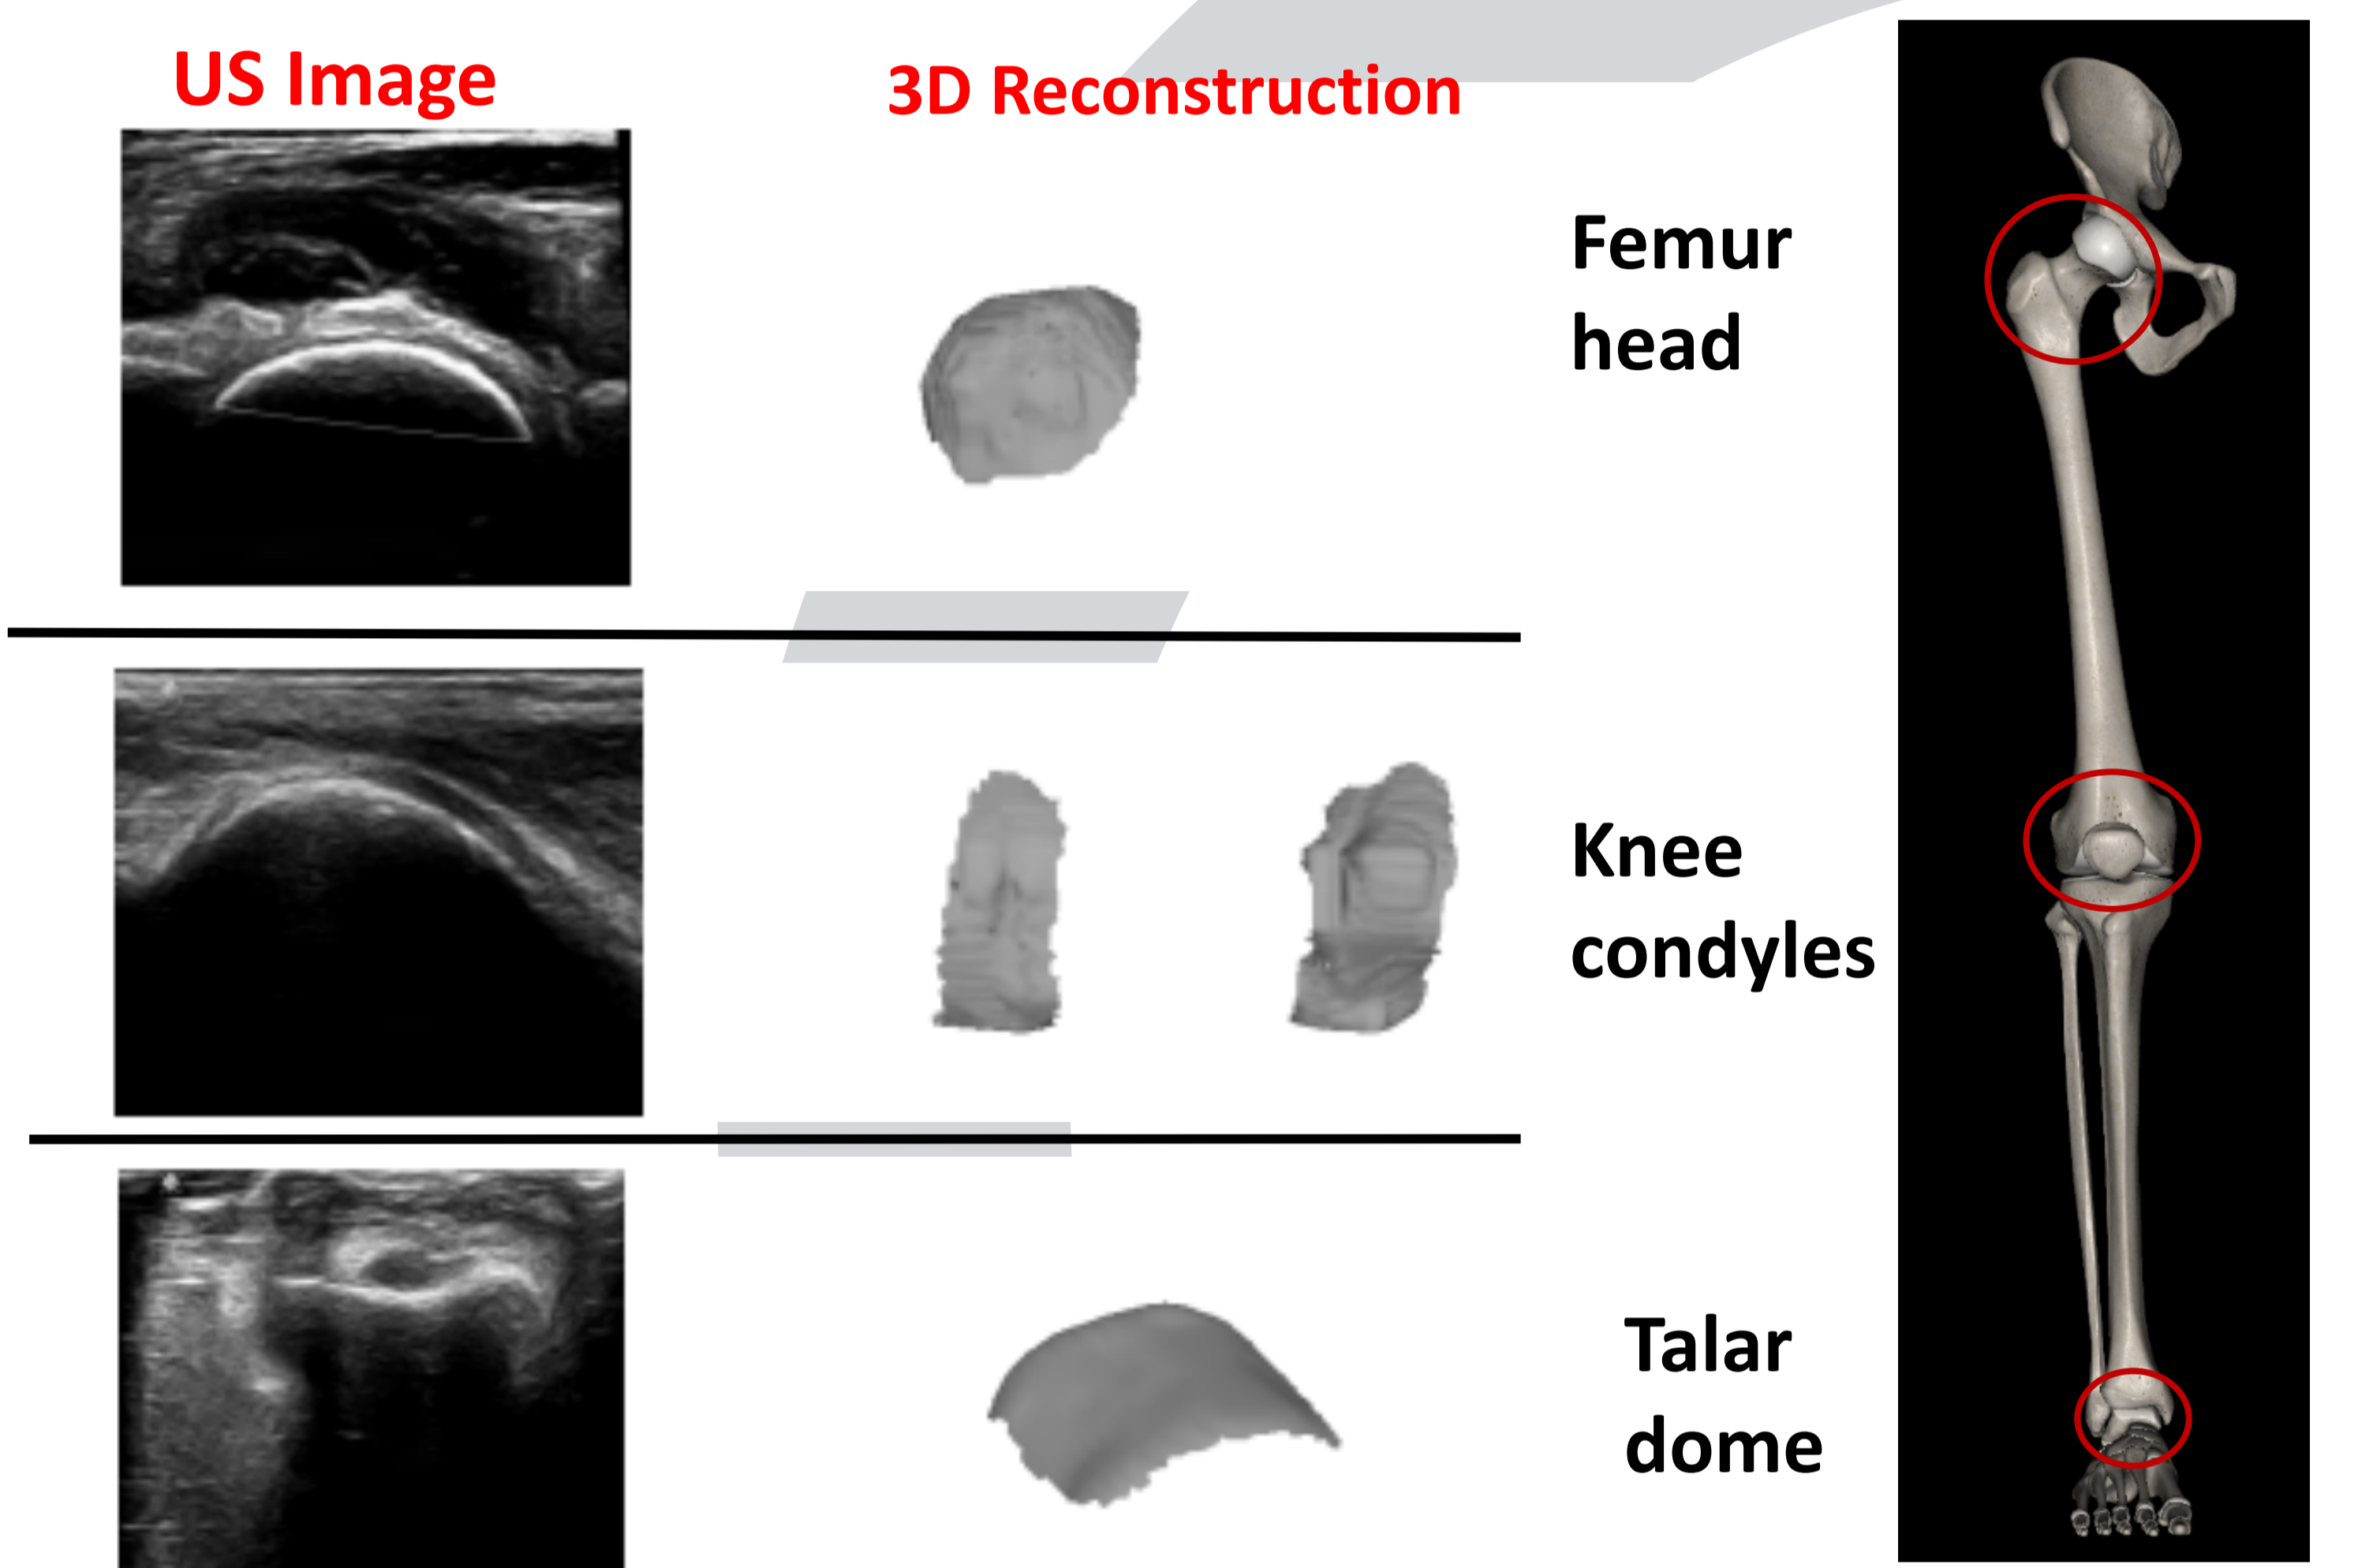 US Image
3D Reconstruction
Femur
head
Knee
condyles
Talar
dome